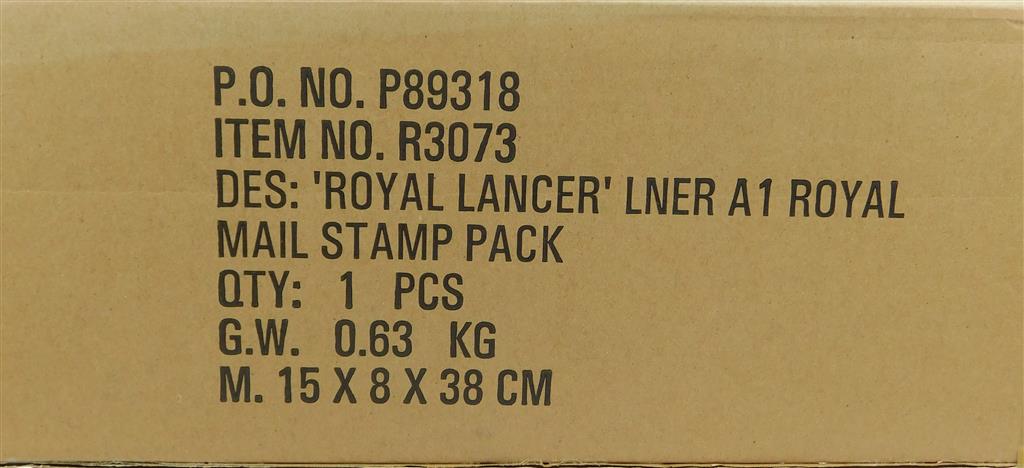 P.O. NO. P89318
ITEM NO. R3073
DES: 'ROYAL LANCER' LNER A1 ROYAL
MAIL STAMP PACK
QTY: 1 PCS
G.W. 0.63 KG
M. 15 X 8 X 38 CM